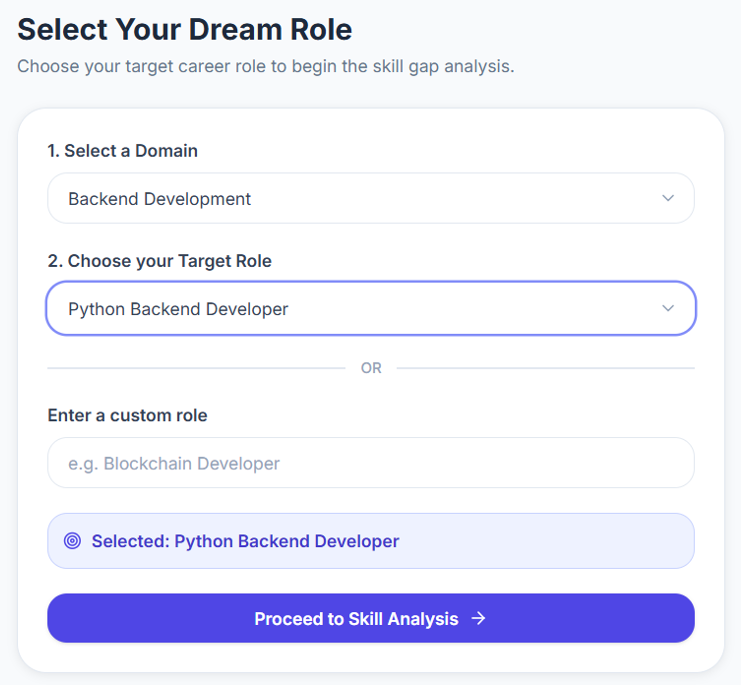 Select Your Dream Role
Choose your target career role to begin the skill gap analysis.
1. Select a Domain
Backend Development
2. Choose your Target Role
Python Backend Developer
OR
Enter a custom role
e.g. Blockchain Developer
Selected: Python Backend Developer
Proceed to Skill Analysis →